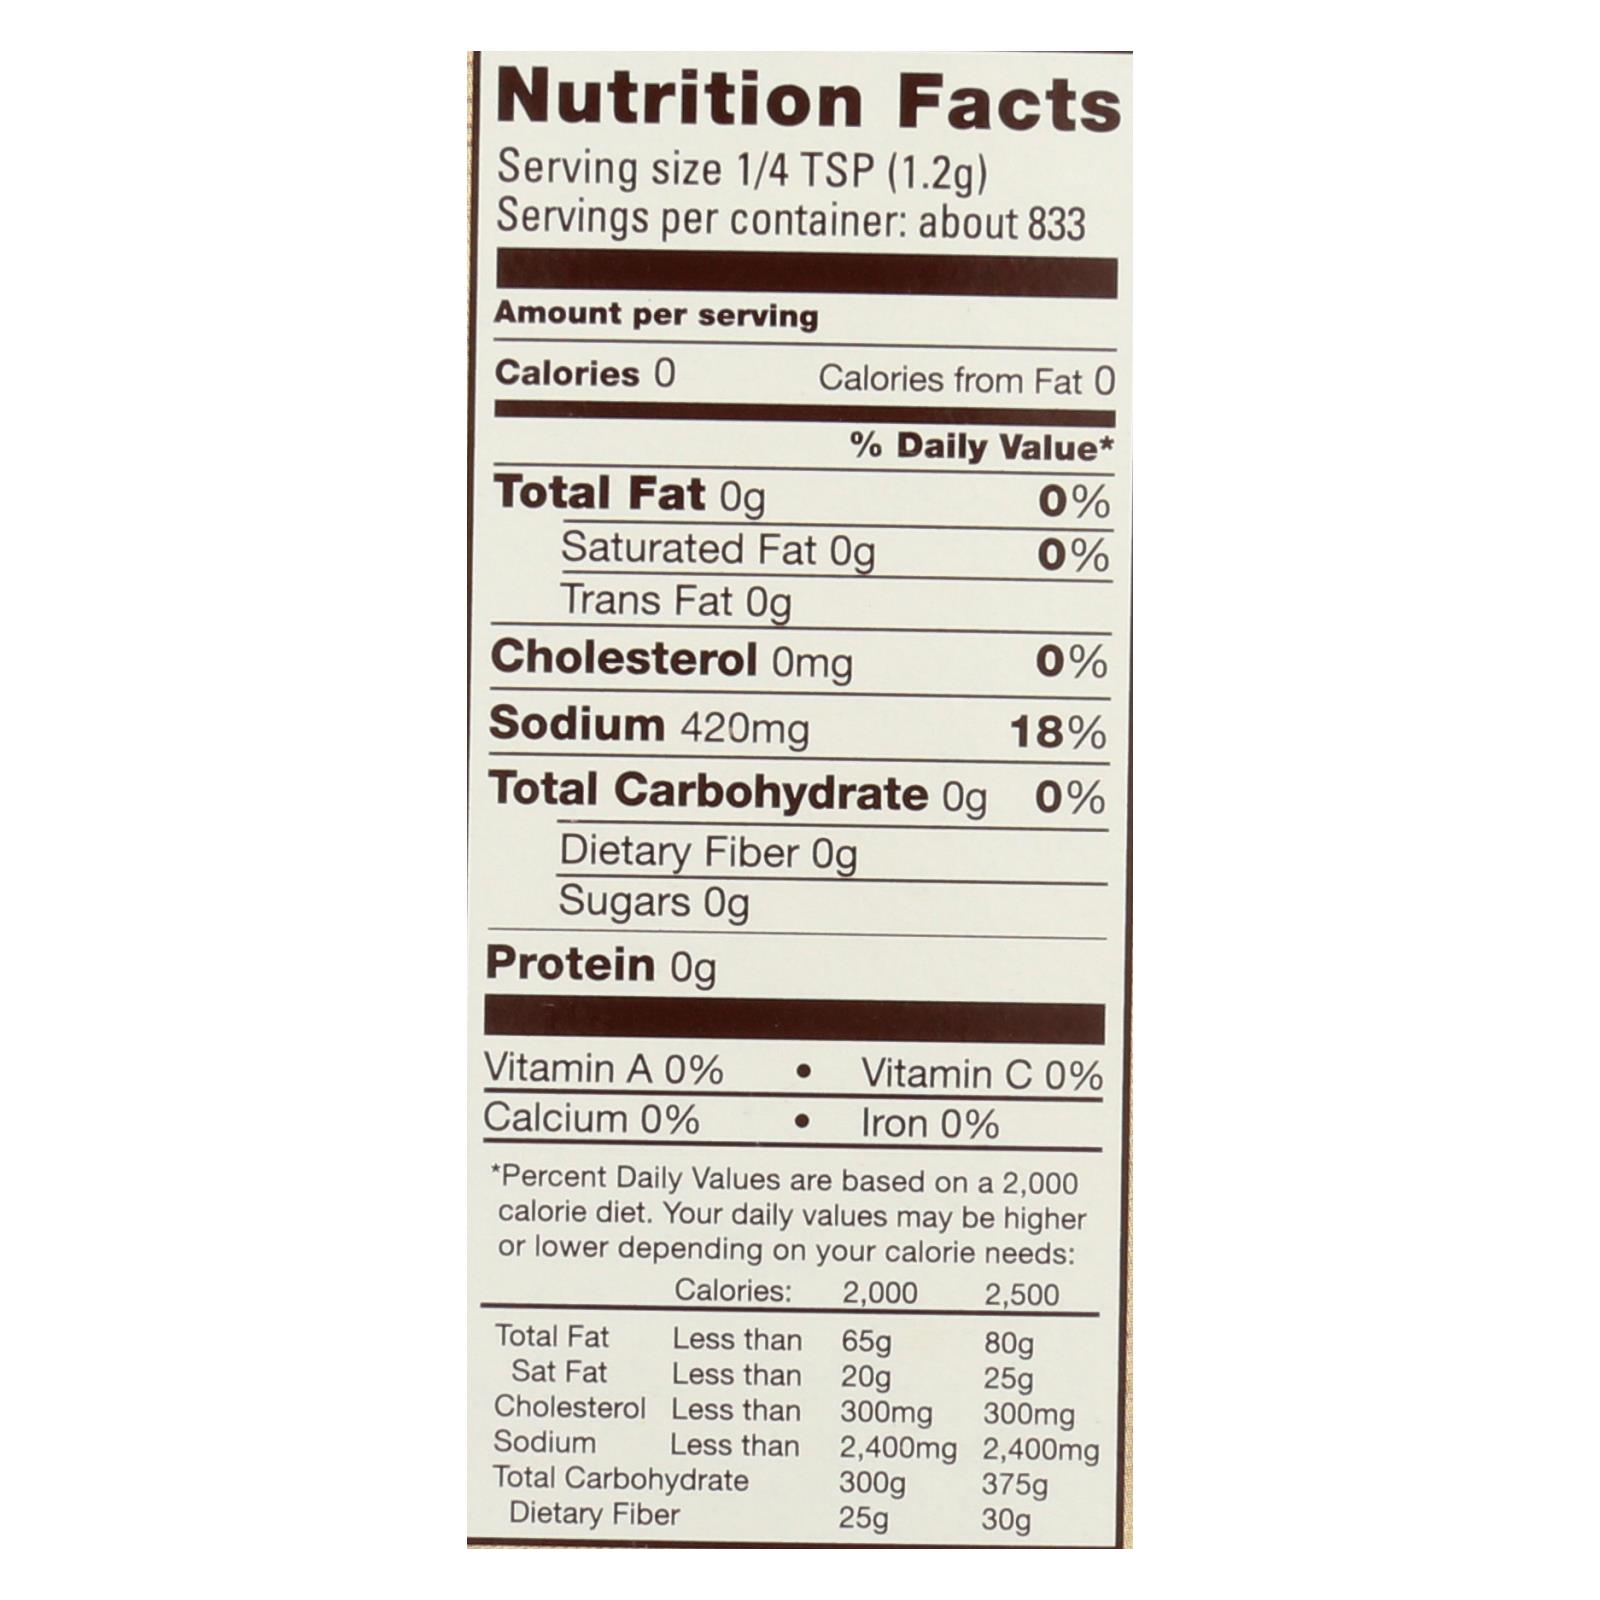 Nutrition Facts
Serving size 1/4 TSP (1.2g)
Servings per container: about 833
Amount per serving
Calories 0 Calories from Fat 0
% Daily Value*
Total Fat 0g 0%
Saturated Fat 0g 0%
Trans Fat 0g
Cholesterol 0mg 0%
Sodium 420mg 18%
Total Carbohydrate 0g 0%
Dietary Fiber 0g
Sugars 0g
Protein 0g
Vitamin A 0% • Vitamin C 0%
Calcium 0% • Iron 0%
*Percent Daily Values are based on a 2,000
calorie diet. Your daily values may be higher
or lower depending on your calorie needs:
Calories: 2,000 2,500
Total Fat Less than 65g 80g
Sat Fat Less than 20g 25g
Cholesterol Less than 300mg 300mg
Sodium Less than 2,400mg 2,400mg
Total Carbohydrate 300g 375g
Dietary Fiber 25g 30g